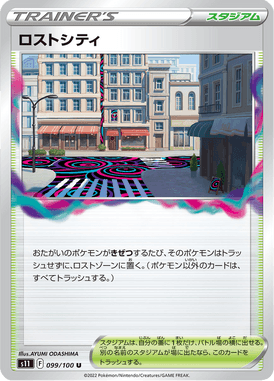 TRAINER'S
スタジアム
ロストシティ
おたがいのポケモンがきぜつするたび、そのポケモンはトラッ
シュせずに、ロストゾーンに置く。(ポケモン以外のカードは、
すべてトラッシュする。)
Illus.AYUMI ODASHIMA
s11 F 099/100 U
スタジアムは、自分の番に1枚だけ、バトル場の横に出せる。
別の名前のスタジアムが場に出たなら、このカードを
トラッシュする。
©2022 Pokémon/Nintendo/Creatures/GAME FREAK.